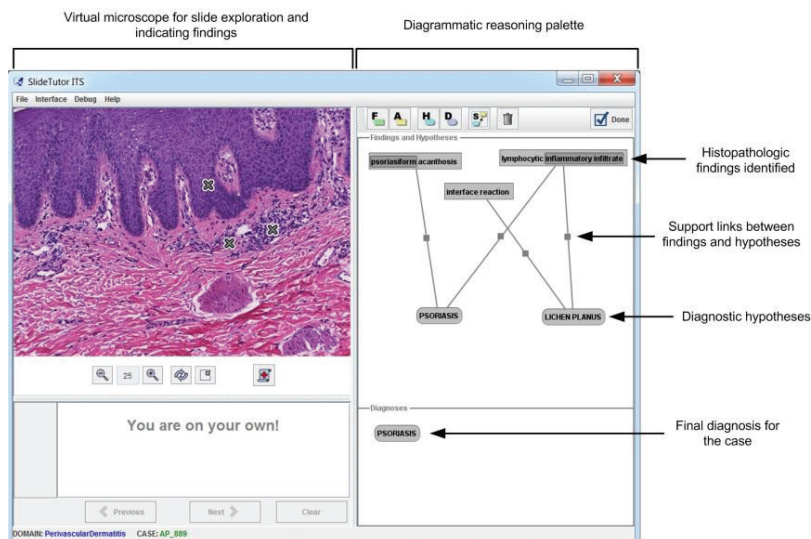 Virtual microscope for slide exploration and
indicating findings
Diagrammatic reasoning palette
SlideTutor ITS
File Interface Debug Help
F A H D S Done
Findings and Hypotheses
psoriasiform acanthosis
lymphocytic inflammatory infiltrate
interface reaction
Histopathologic
findings identified
Support links between
findings and hypotheses
PSORIASIS
LICHEN PLANUS
Diagnostic hypotheses
25
Diagnoses
PSORIASIS
Final diagnosis for
the case
You are on your own!
Previous Next Clear
DOMAIN: PerivascularDermatitis CASE: AP_889